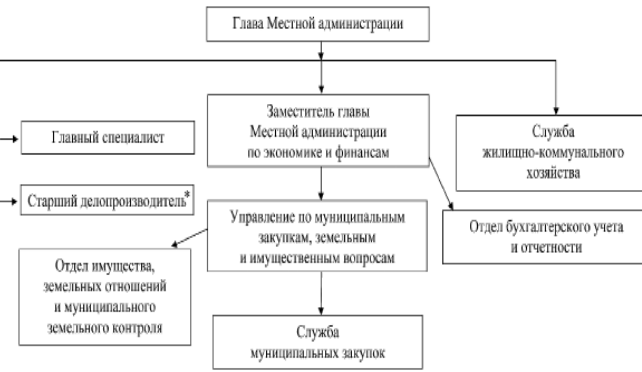 Глава Местной администрации
Заместитель главы
Местной администрации
по экономике и финансам
Служба
жилищно-коммунального
хозяйства
Главный специалист
Старший делопроизводитель*
Управление по муниципальным
закупкам, земельным
и имущественным вопросам
Отдел бухгалтерского учета
и отчетности
Отдел имущества,
земельных отношений
и муниципального
земельного контроля
Служба
муниципальных закупок